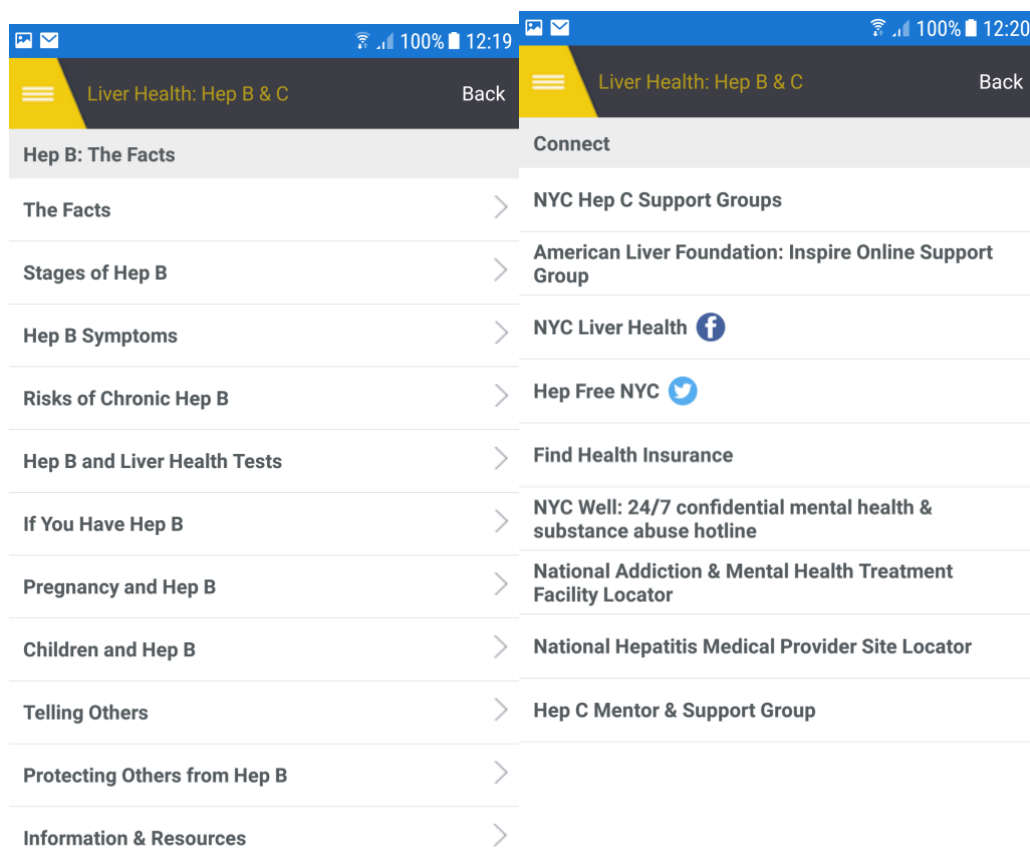 100% 12:19
Liver Health: Hep B & C Back
Hep B: The Facts
The Facts
Stages of Hep B
Hep B Symptoms
Risks of Chronic Hep B
Hep B and Liver Health Tests
If You Have Hep B
Pregnancy and Hep B
Children and Hep B
Telling Others
Protecting Others from Hep B
Information & Resources
100% 12:20
Liver Health: Hep B & C Back
Connect
NYC Hep C Support Groups
American Liver Foundation: Inspire Online Support
Group
NYC Liver Health
Hep Free NYC
Find Health Insurance
NYC Well: 24/7 confidential mental health &
substance abuse hotline
National Addiction & Mental Health Treatment
Facility Locator
National Hepatitis Medical Provider Site Locator
Hep C Mentor & Support Group